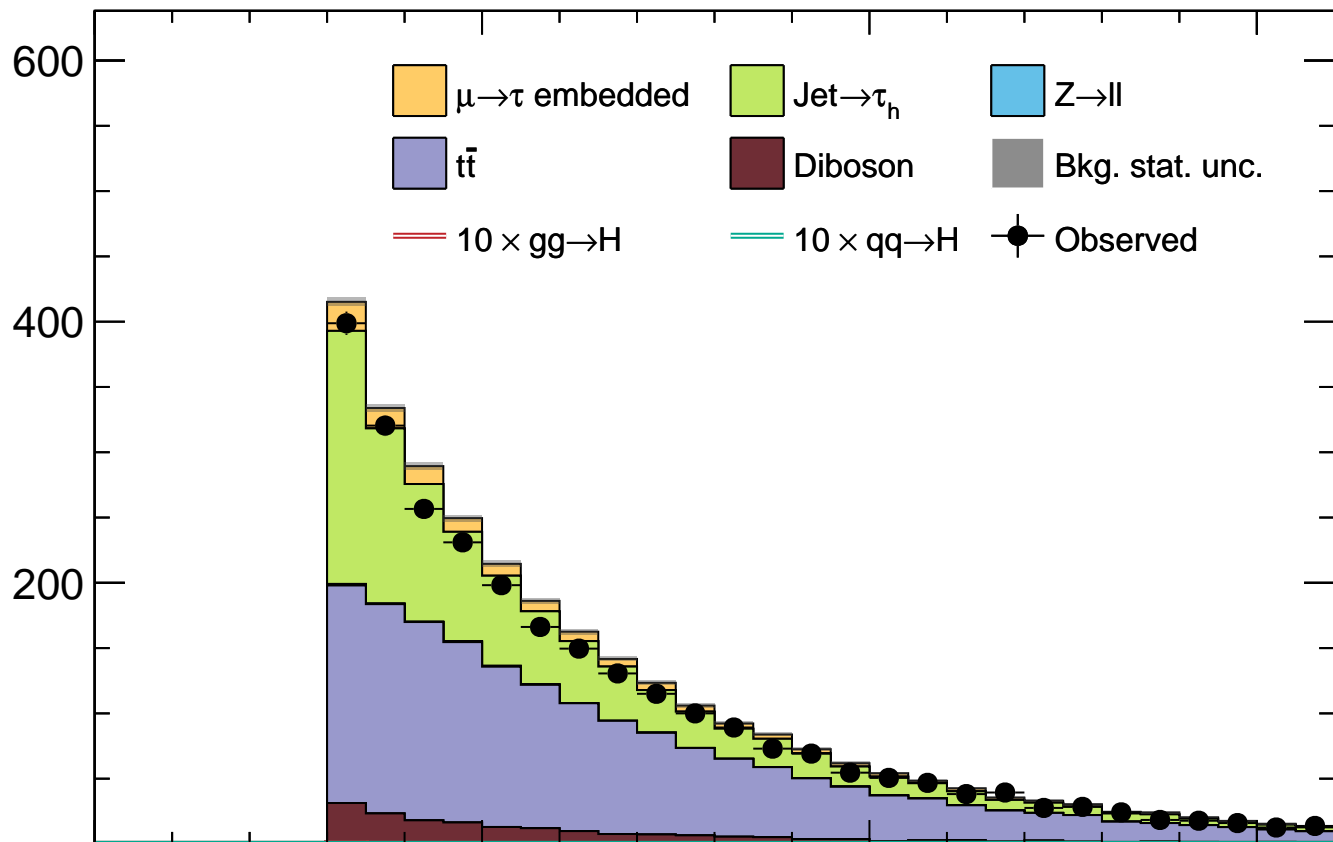 600
μ→τ embedded Jet→τₕ Z→ll
tt̄ Diboson Bkg. stat. unc.
10 × gg→H 10 × qq→H Observed
400
200